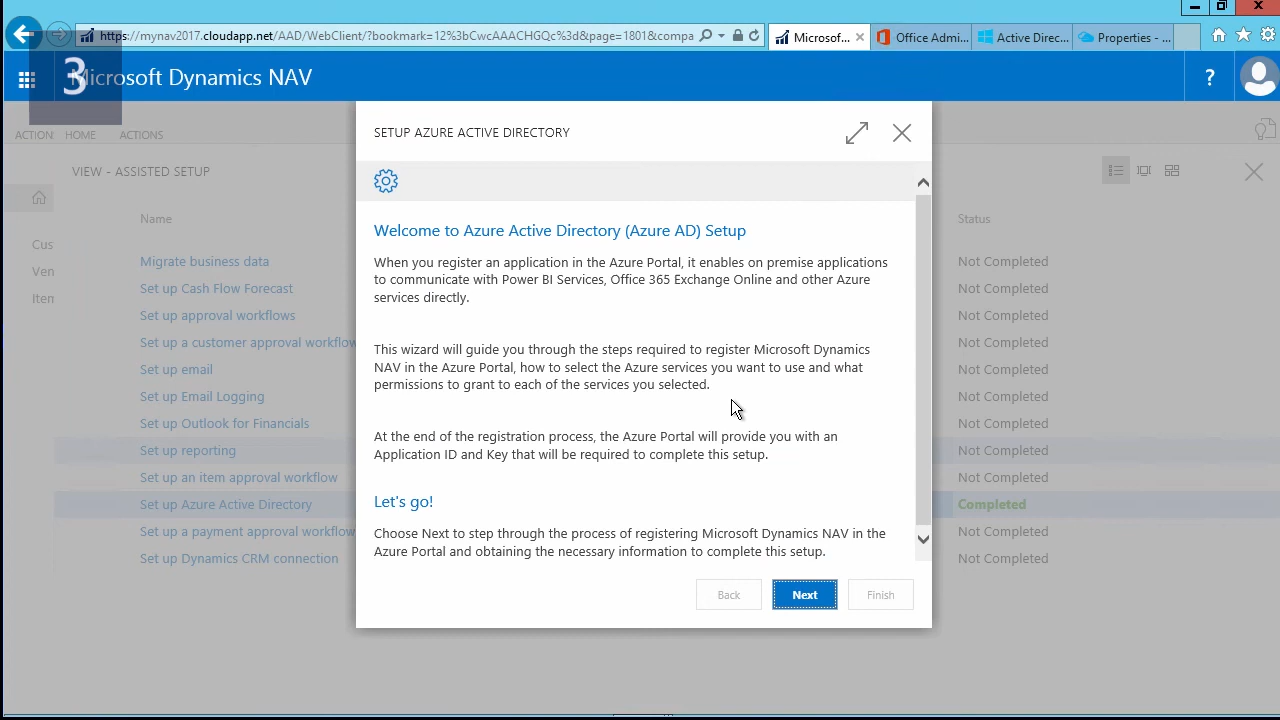 https://mynav2017.cloudapp.net/AAD/WebClient/?bookmark=12%3bCwcAAACHGQc%3d&page=1801&compa
Microsoft...
Office Admi...
Active Direc...
Properties - ...
3
Microsoft Dynamics NAV
?
ACTION
HOME
ACTIONS
SETUP AZURE ACTIVE DIRECTORY
VIEW - ASSISTED SETUP
Name
Status
Cus
Ven
Item
Migrate business data
Not Completed
Set up Cash Flow Forecast
Not Completed
Set up approval workflows
Not Completed
Set up a customer approval workflow
Not Completed
Set up email
Not Completed
Set up Email Logging
Not Completed
Set up Outlook for Financials
Not Completed
Set up reporting
Not Completed
Set up an item approval workflow
Not Completed
Set up Azure Active Directory
Completed
Set up a payment approval workflow
Not Completed
Set up Dynamics CRM connection
Not Completed
Welcome to Azure Active Directory (Azure AD) Setup
When you register an application in the Azure Portal, it enables on premise applications
to communicate with Power BI Services, Office 365 Exchange Online and other Azure
services directly.
This wizard will guide you through the steps required to register Microsoft Dynamics
NAV in the Azure Portal, how to select the Azure services you want to use and what
permissions to grant to each of the services you selected.
At the end of the registration process, the Azure Portal will provide you with an
Application ID and Key that will be required to complete this setup.
Let's go!
Choose Next to step through the process of registering Microsoft Dynamics NAV in the
Azure Portal and obtaining the necessary information to complete this setup.
Back
Next
Finish